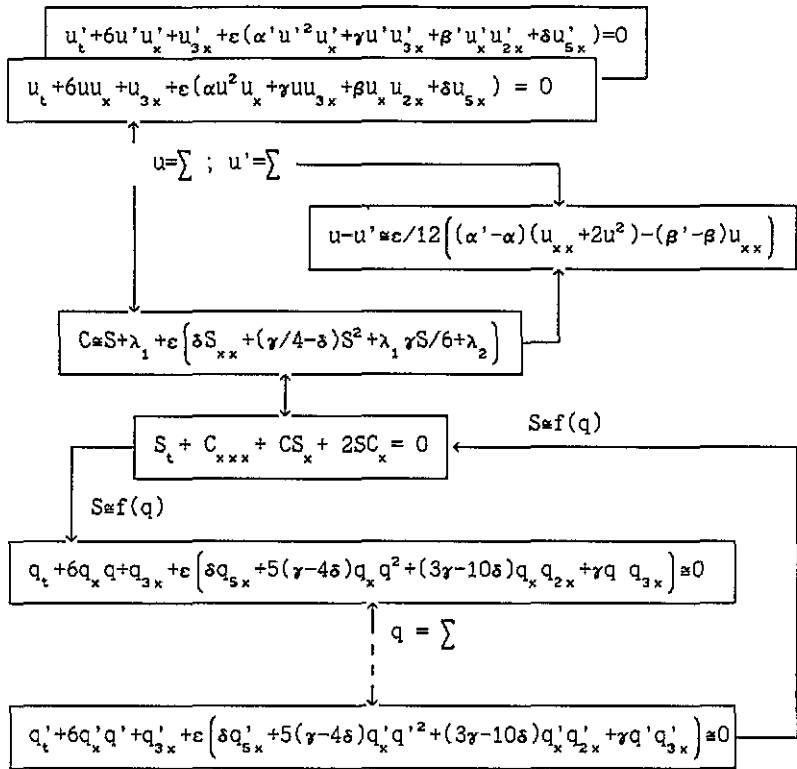 u'_t+6u'u'_x+u'_{3x}+ε(α'u'^2u'_x+γu'u'_{3x}+β'u'_xu'_{2x}+δu'_{5x})=0
u_t+6uu_x+u_{3x}+ε(αu^2u_x+γuu_{3x}+βu_xu_{2x}+δu_{5x}) = 0
u=∑ ; u'=∑
u-u'≅ε/12((α'-α)(u_{xx}+2u^2)-(β'-β)u_{xx})
C≅S+λ_1+ε(δS_{xx}+(γ/4-δ)S^2+λ_1γS/6+λ_2)
S≅f(q)
S_t+ C_{xxx}+ CS_x+ 2SC_x= 0
S≅f(q)
q_t+6q_xq+q_{3x}+ε(δq_{5x}+5(γ-4δ)q_xq^2+(3γ-10δ)q_xq_{2x}+γq q_{3x})≅0
q = ∑
q'_t+6q'_xq'+q'_{3x}+ε(δq'_{5x}+5(γ-4δ)q'_xq'^2+(3γ-10δ)q'_xq'_{2x}+γq'q'_{3x})≅0